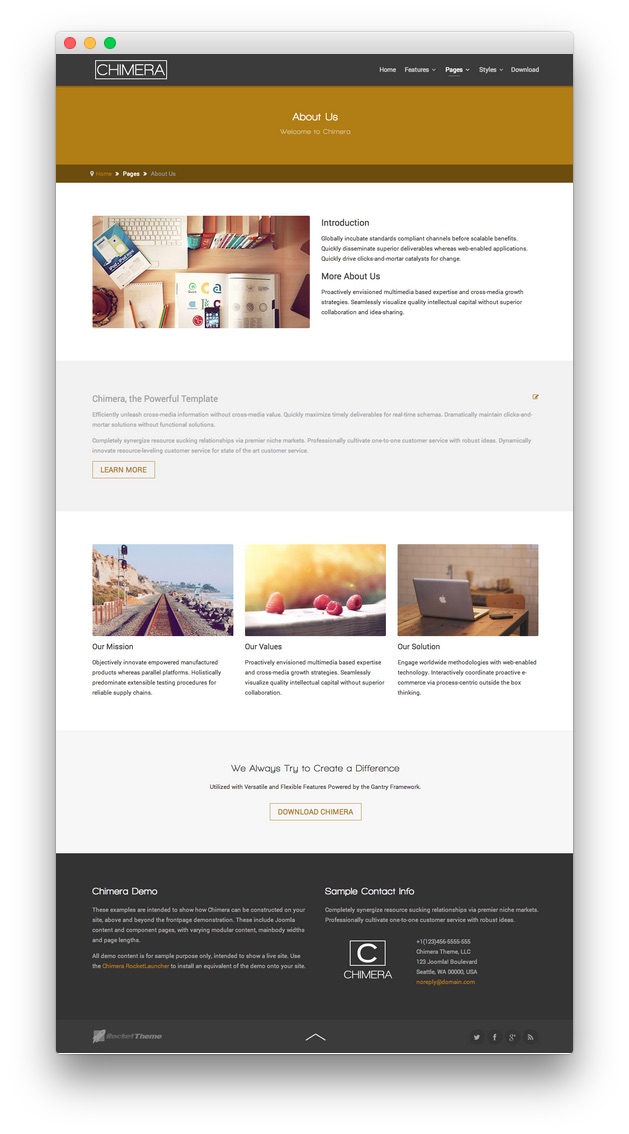 CHIMERA
Home Features Pages Styles Download
About Us
Welcome to Chimera
Home Pages About Us
Introduction
Globally incubate standards compliant channels before scalable benefits.
Quickly disseminate superior deliverables whereas web-enabled applications.
Quickly drive clicks-and-mortar catalysts for change.
More About Us
Proactively envisioned multimedia based expertise and cross-media growth
strategies. Seamlessly visualize quality intellectual capital without superior
collaboration and idea-sharing.
Chimera, the Powerful Template
Efficiently unleash cross-media information without cross-media value. Quickly maximize timely deliverables for real-time schemas. Dramatically maintain clicks-and-
mortar solutions without functional solutions.
Completely synergize resource sucking relationships via premier niche markets. Professionally cultivate one-to-one customer service with robust ideas. Dynamically
innovate resource-leveling customer service for state of the art customer service.
LEARN MORE
Our Mission
Objectively innovate empowered manufactured
products whereas parallel platforms. Holistically
predominate extensible testing procedures for
reliable supply chains.
Our Values
Proactively envisioned multimedia based expertise
and cross-media growth strategies. Seamlessly
visualize quality intellectual capital without superior
collaboration.
Our Solution
Engage worldwide methodologies with web-enabled
technology. Interactively coordinate proactive e-
commerce via process-centric outside the box
thinking.
We Always Try to Create a Difference
Utilized with Versatile and Flexible Features Powered by the Gantry Framework.
DOWNLOAD CHIMERA
Chimera Demo
These examples are intended to show how Chimera can be constructed on your
site, above and beyond the frontpage demonstration. These include Joomla
content and component pages, with varying modular content, mainbody widths
and page lengths.
All demo content is for sample purpose only, intended to show a live site. Use
the Chimera RocketLauncher to install an equivalent of the demo onto your site.
Sample Contact Info
Completely synergize resource sucking relationships via premier niche markets.
Professionally cultivate one-to-one customer service with robust ideas.
C
CHIMERA
+1(123)456-5555-555
Chimera Theme, LLC
123 Joomla! Boulevard
Seattle, WA 00000, USA
noreply@domain.com
RocketTheme